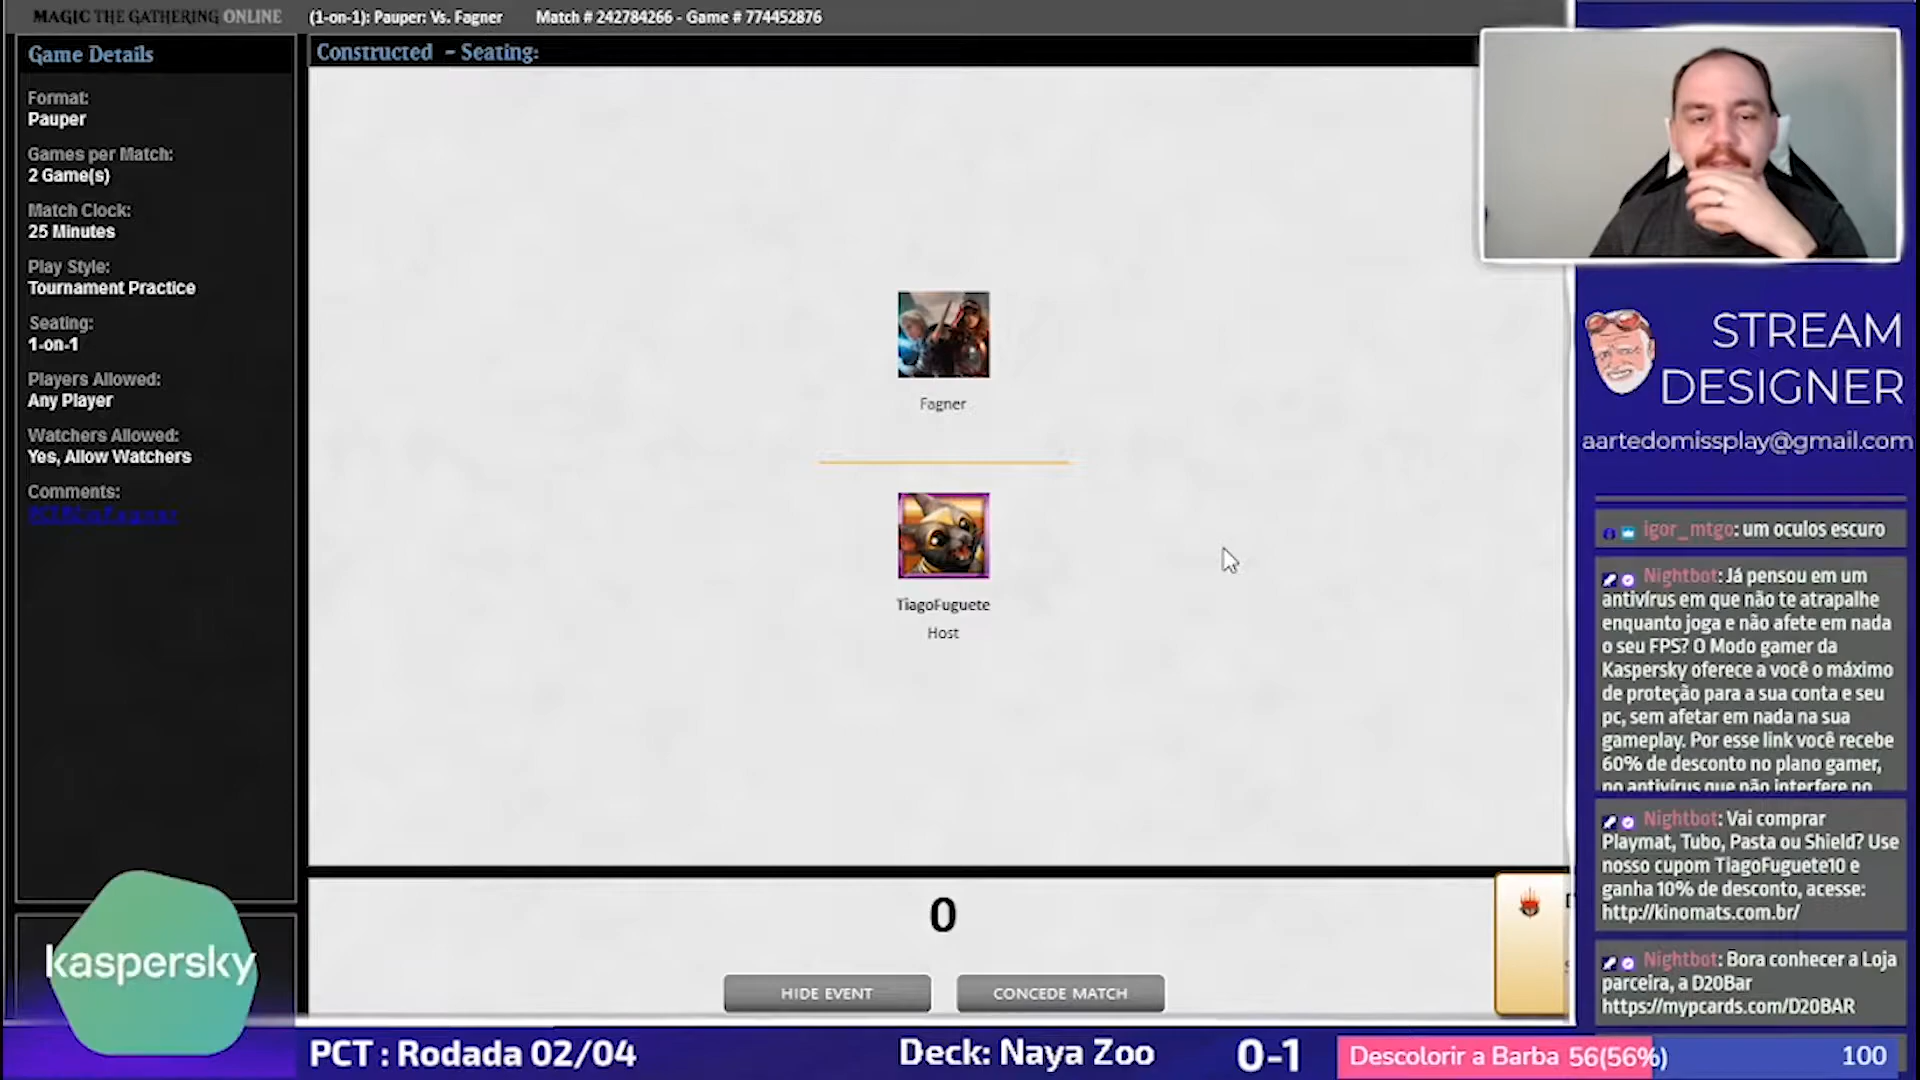 MAGIC THE GATHERING ONLINE
(1-on-1): Pauper: Vs. Fagner
Match # 242784266 - Game # 774452876
Game Details
Constructed - Seating:
Format:
Pauper
Games per Match:
2 Game(s)
Match Clock:
25 Minutes
Play Style:
Tournament Practice
Seating:
1-on-1
Players Allowed:
Any Player
Watchers Allowed:
Yes, Allow Watchers
Comments:
Fagner
TiagoFuguete
Host
0
HIDE EVENT
CONCEDE MATCH
kaspersky
STREAM
DESIGNER
aartedomissplay@gmail.com
igor_mtgo: um oculos escuro
Nightbot: Já pensou em um
antivírus em que não te atrapalhe
enquanto joga e não afete em nada
o seu FPS? O Modo gamer da
Kaspersky oferece a você o máximo
de proteção para a sua conta e seu
pc, sem afetar em nada na sua
gameplay. Por esse link você recebe
60% de desconto no plano gamer,
no antivírus que não interfere no
Nightbot: Vai comprar
Playmat, Tubo, Pasta ou Shield? Use
nosso cupom TiagoFuguete10 e
ganha 10% de desconto, acesse:
http://kinomats.com.br/
Nightbot: Bora conhecer a Loja
parceira, a D20Bar
https://mypcards.com/D20BAR
PCT : Rodada 02/04
Deck: Naya Zoo
0-1
Descolorir a Barba 56(56%)
100